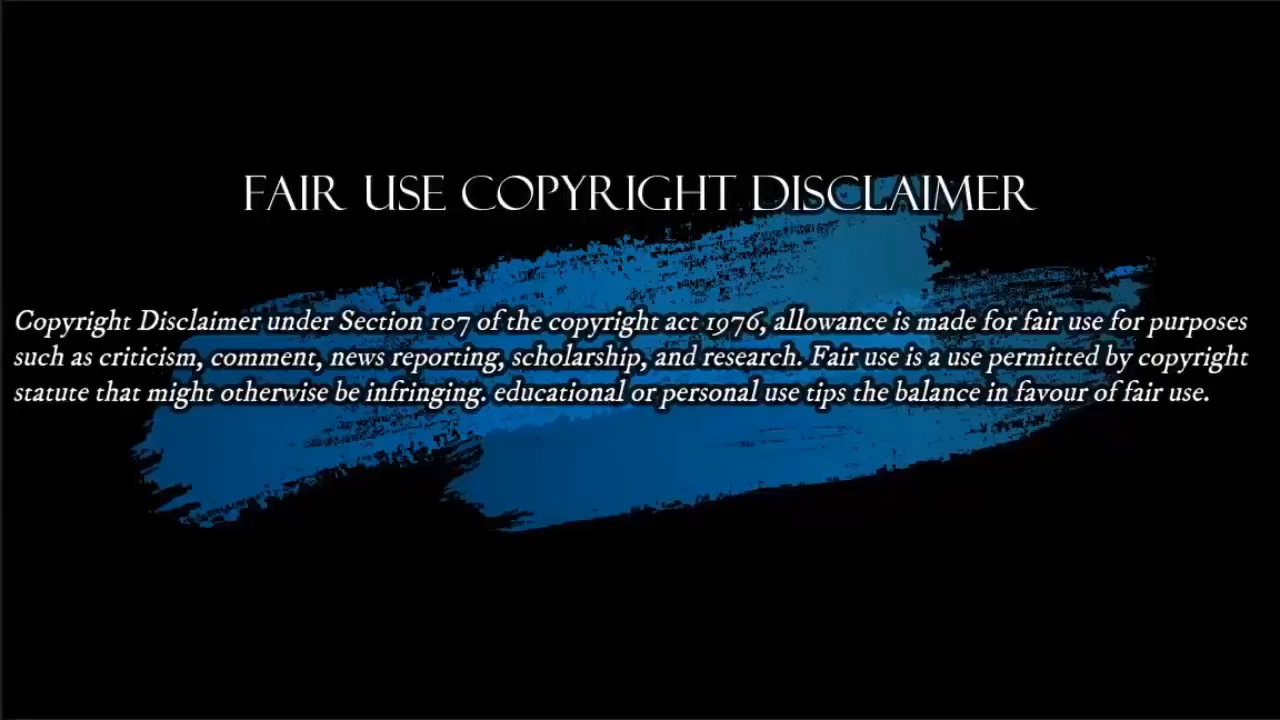 FAIR USE COPYRIGHT DISCLAIMER
Copyright Disclaimer under Section 107 of the copyright act 1976, allowance is made for fair use for purposes
such as criticism, comment, news reporting, scholarship, and research. Fair use is a use permitted by copyright
statute that might otherwise be infringing. educational or personal use tips the balance in favour of fair use.